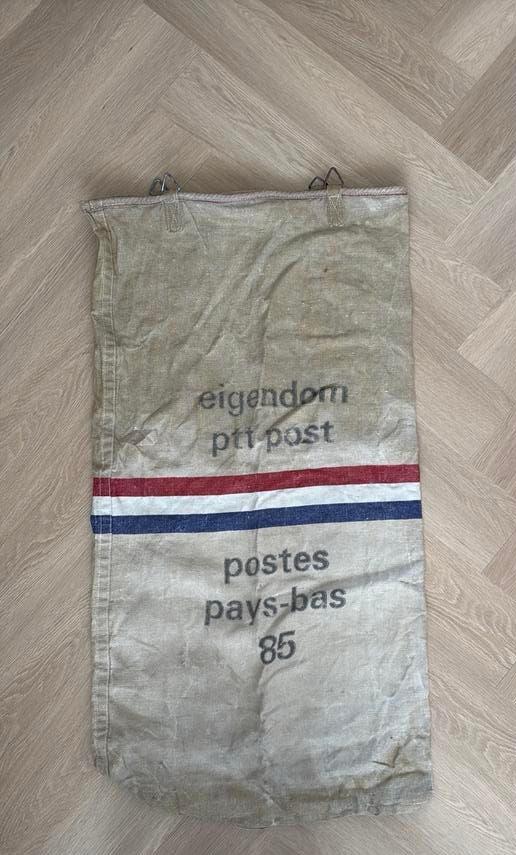 eigendom
ptt post
postes
pays-bas
85